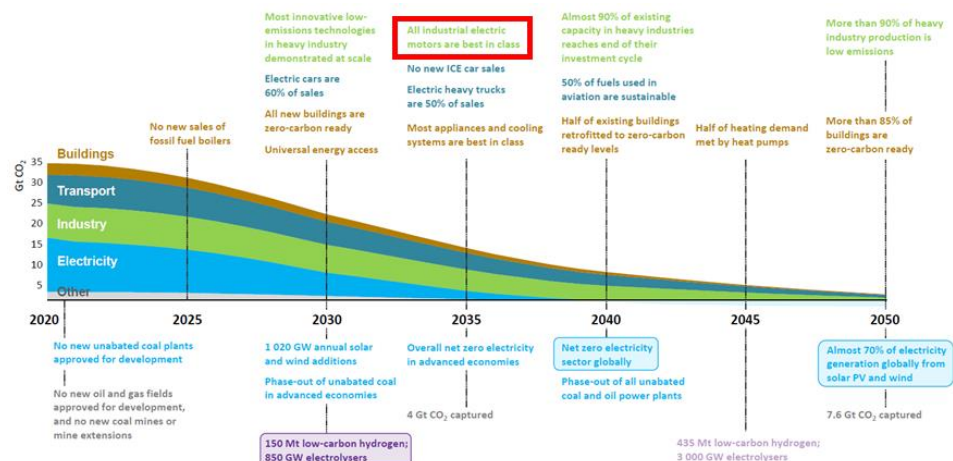 Most innovative low-
emissions technologies
in heavy industry
demonstrated at scale
Electric cars are
60% of sales
All new buildings are
zero-carbon ready
Universal energy access
All industrial electric
motors are best in class
No new ICE car sales
Electric heavy trucks
are 50% of sales
Most appliances and cooling
systems are best in class
Almost 90% of existing
capacity in heavy industries
reaches end of their
investment cycle
50% of fuels used in
aviation are sustainable
Half of existing buildings
retrofitted to zero-carbon
ready levels
More than 90% of heavy
industry production is
low emissions
No new sales of
fossil fuel boilers
Half of heating demand
met by heat pumps
More than 85% of
buildings are
zero-carbon ready
Gt CO₂
35
30
25
20
15
10
5
Buildings
Transport
Industry
Electricity
Other
2020 2025 2030 2035 2040 2045 2050
No new unabated coal plants
approved for development
No new oil and gas fields
approved for development,
and no new coal mines or
mine extensions
1 020 GW annual solar
and wind additions
Phase-out of unabated coal
in advanced economies
150 Mt low-carbon hydrogen;
850 GW electrolysers
Overall net zero electricity
in advanced economies
4 Gt CO₂ captured
Net zero electricity
sector globally
Phase-out of all unabated
coal and oil power plants
435 Mt low-carbon hydrogen;
3 000 GW electrolysers
Almost 70% of electricity
generation globally from
solar PV and wind
7.6 Gt CO₂ captured